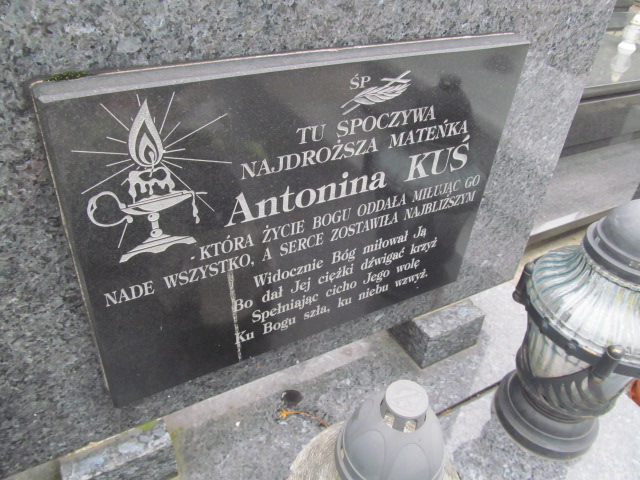 ŚP
TU SPOCZYWA
NAJDROŻSZA MATEŃKA
Antonina KUŚ
- KTÓRA ŻYCIE BOGU ODDAŁA MIŁUJĄC GO
NADE WSZYSTKO, A SERCE ZOSTAWIŁA NAJBLIŻSZYM
Widocznie Bóg miłował Ją
Bo dał Jej ciężki dźwigać krzyż
Spełniając cicho Jego wolę
Ku Bogu szła, ku niebu wzwyż.